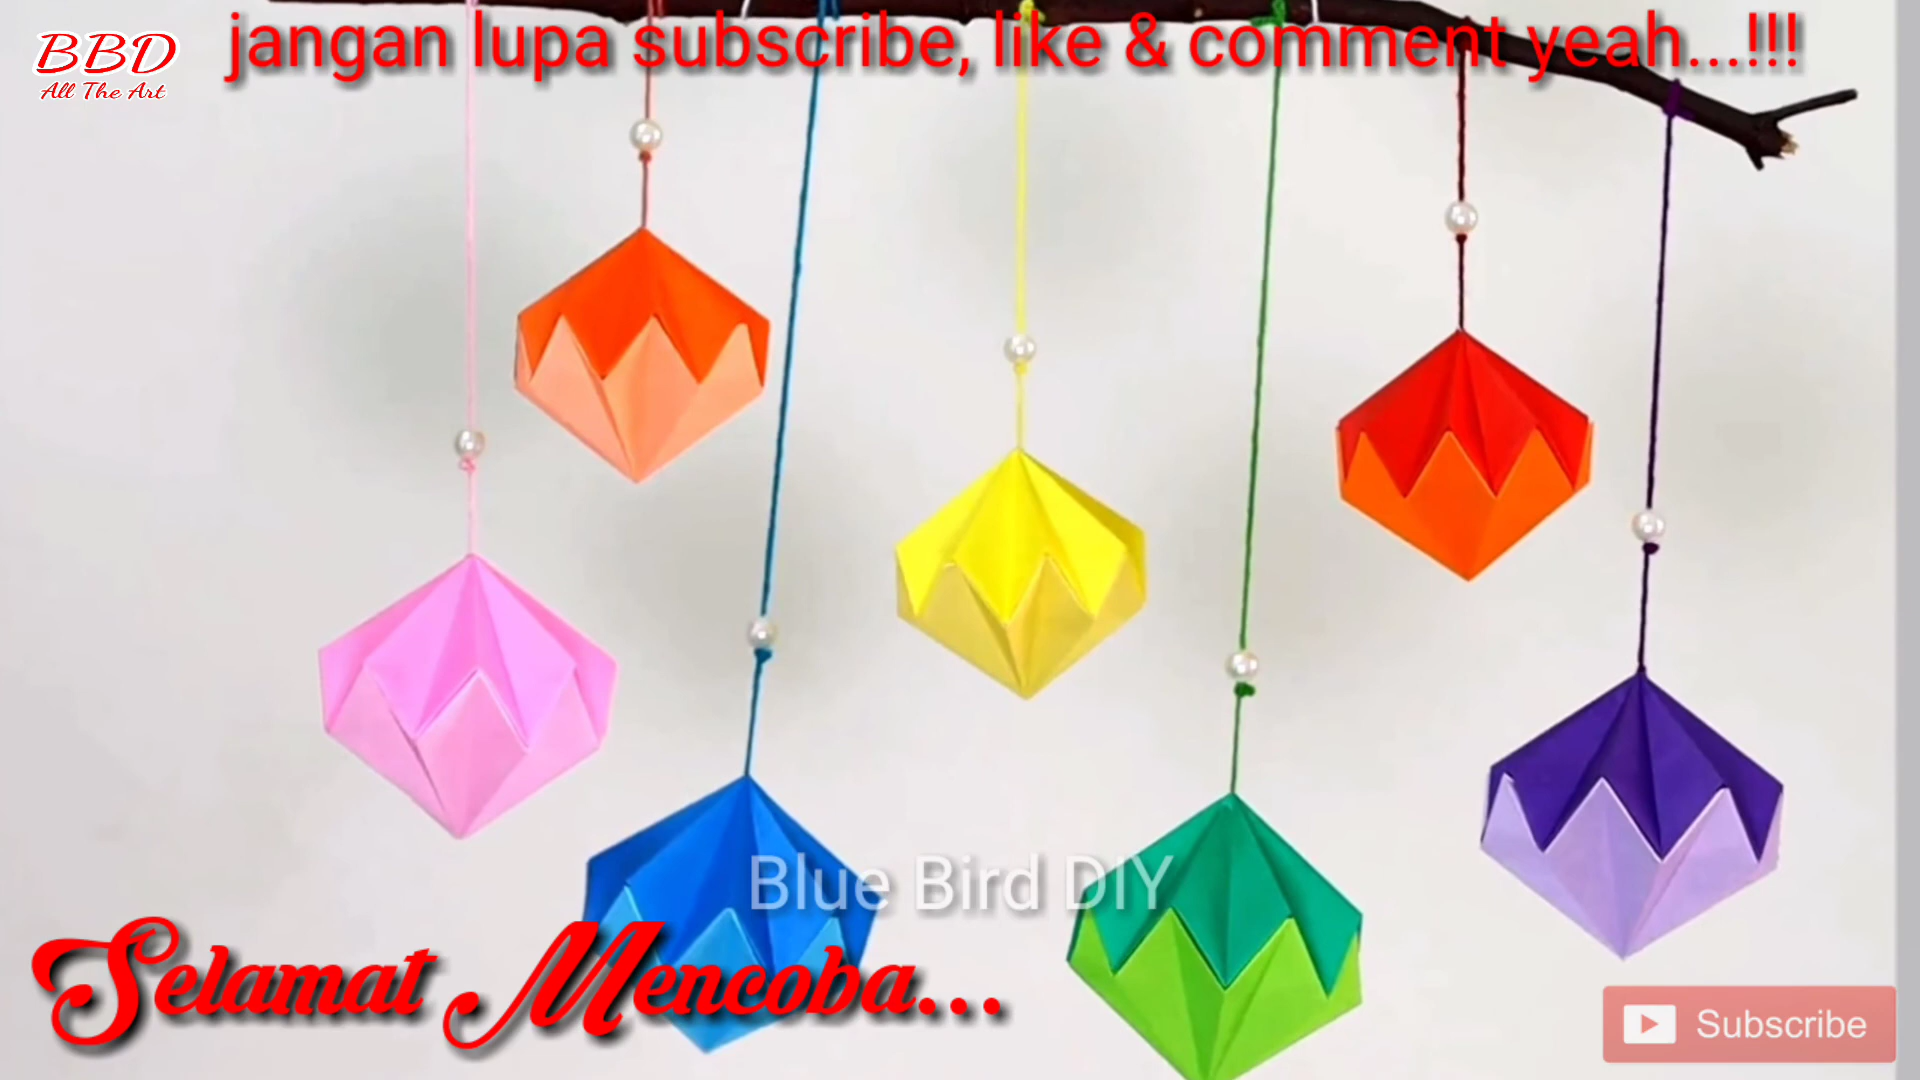 BBD
All The Art
jangan lupa subscribe, like & comment yeah...!!!
Blue Bird DIY
Selamat Mencoba...
Subscribe